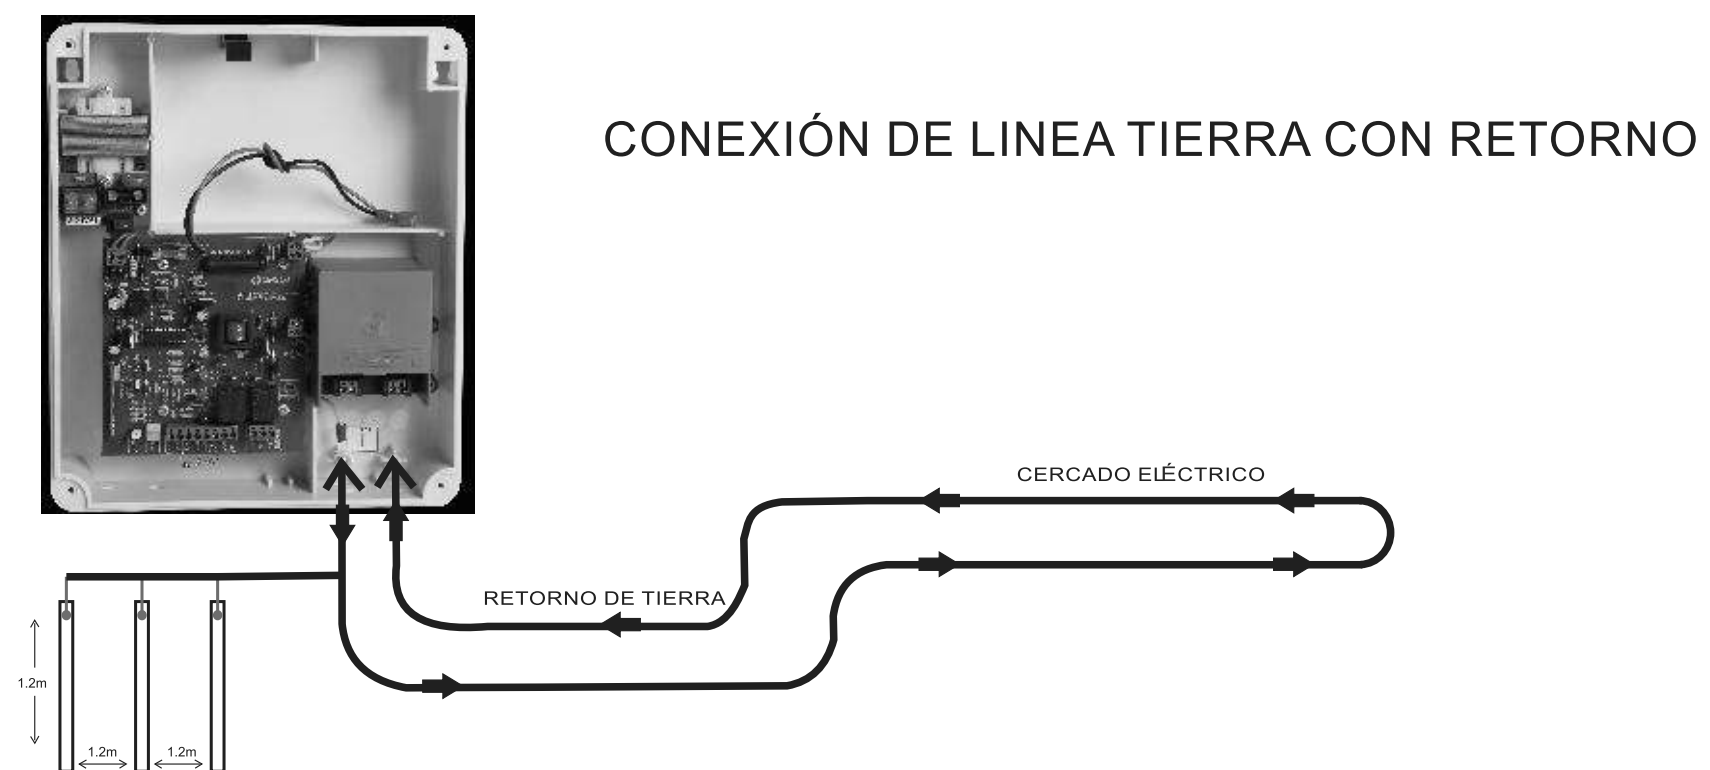 CONEXIÓN DE LINEA TIERRA CON RETORNO
CERCADO ELÉCTRICO
RETORNO DE TIERRA
1.2m
1.2m
1.2m